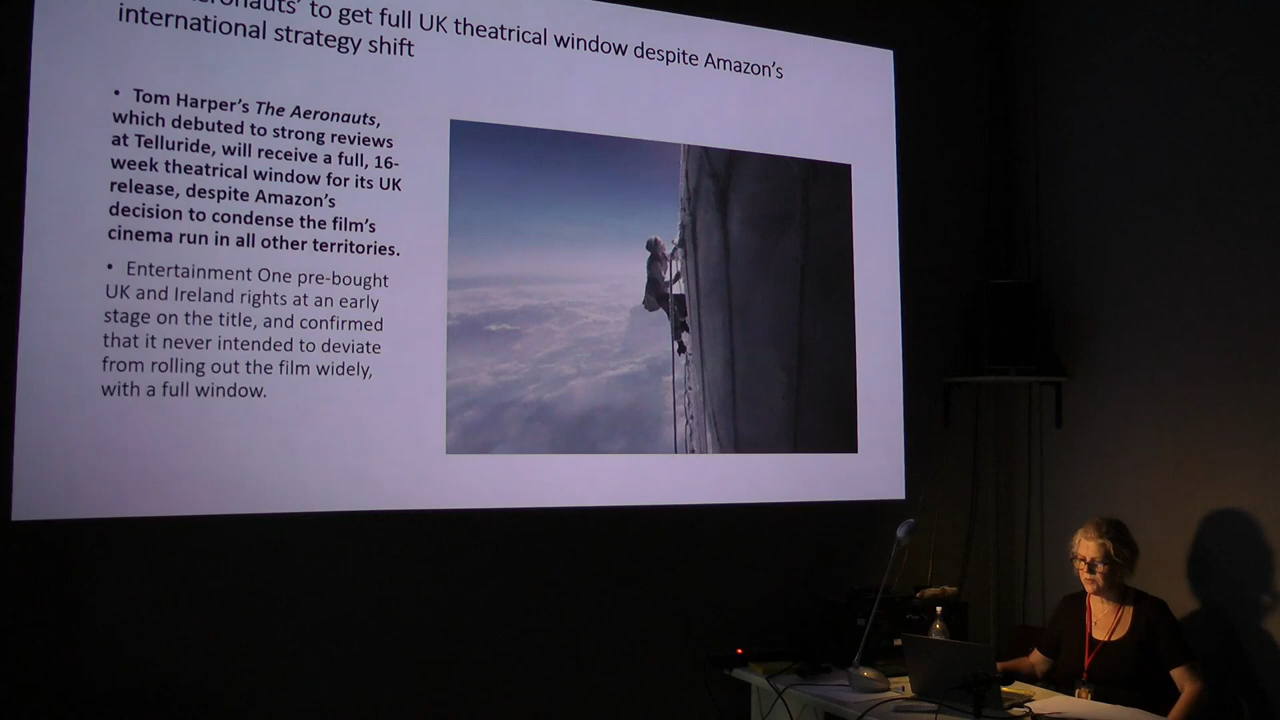 to get full UK theatrical window despite Amazon's
international strategy shift
• Tom Harper's The Aeronauts,
which debuted to strong reviews
at Telluride, will receive a full, 16-
week theatrical window for its UK
release, despite Amazon's
decision to condense the film's
cinema run in all other territories.
• Entertainment One pre-bought
UK and Ireland rights at an early
stage on the title, and confirmed
that it never intended to deviate
from rolling out the film widely,
with a full window.